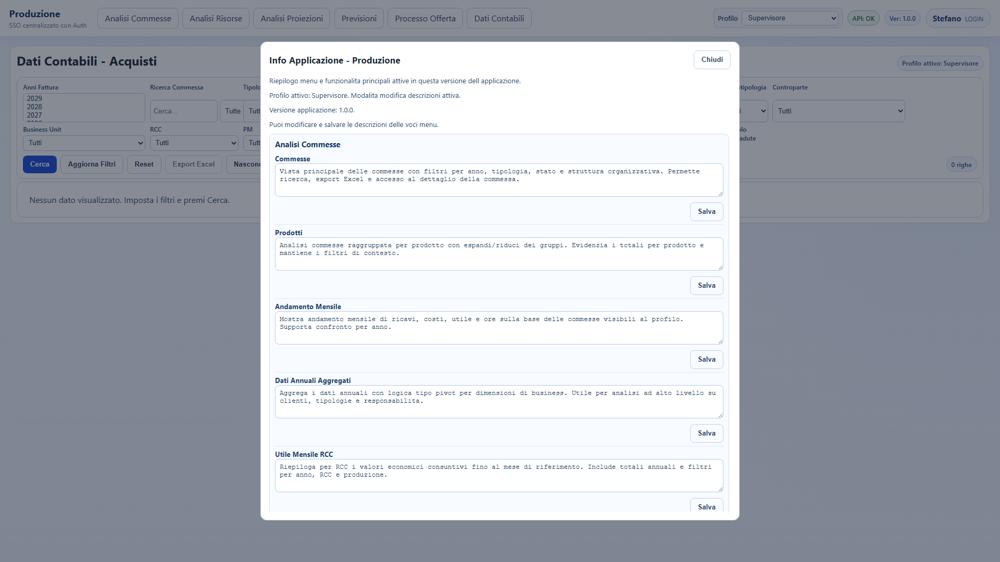 Produzione
SSO centralizzato con Auth
Analisi Commesse
Analisi Risorse
Analisi Proiezioni
Previsioni
Processo Offerta
Dati Contabili
Profilo
Supervisore
API: OK
Ver: 1.0.0
Stefano LOGIN
Dati Contabili - Acquisti
Profilo attivo: Supervisore
Anni Fattura
2029
2028
2027
Ricerca Commessa
Cerca...
Tutte
Controparte
Tutti
Business Unit
Tutti
RCC
Tutti
PM
Cerca
Aggiorna Filtri
Reset
Export Excel
0 righe
Nessun dato visualizzato. Imposta i filtri e premi Cerca.
Info Applicazione - Produzione
Chiudi
Riepilogo menu e funzionalita principali attive in questa versione dell applicazione.
Profilo attivo: Supervisore. Modalita modifica descrizioni attiva.
Versione applicazione: 1.0.0.
Puoi modificare e salvare le descrizioni delle voci menu.
Analisi Commesse
Commesse
Vista principale delle commesse con filtri per anno, tipologia, stato e struttura organizzativa. Permette
ricerca, export Excel e accesso al dettaglio della commessa.
Salva
Prodotti
Analisi commesse raggruppata per prodotto con espandi/riduci dei gruppi. Evidenzia i totali per prodotto e
mantiene i filtri di contesto.
Salva
Andamento Mensile
Mostra andamento mensile di ricavi, costi, utile e ore sulla base delle commesse visibili al profilo.
Supporta confronto per anno.
Salva
Dati Annuali Aggregati
Aggrega i dati annuali con logica tipo pivot per dimensioni di business. Utile per analisi ad alto livello su
clienti, tipologie e responsabilita.
Salva
Utile Mensile RCC
Riepiloga per RCC i valori economici consuntivi fino al mese di riferimento. Include totali annuali e filtri
per anno, RCC e produzione.
Salva